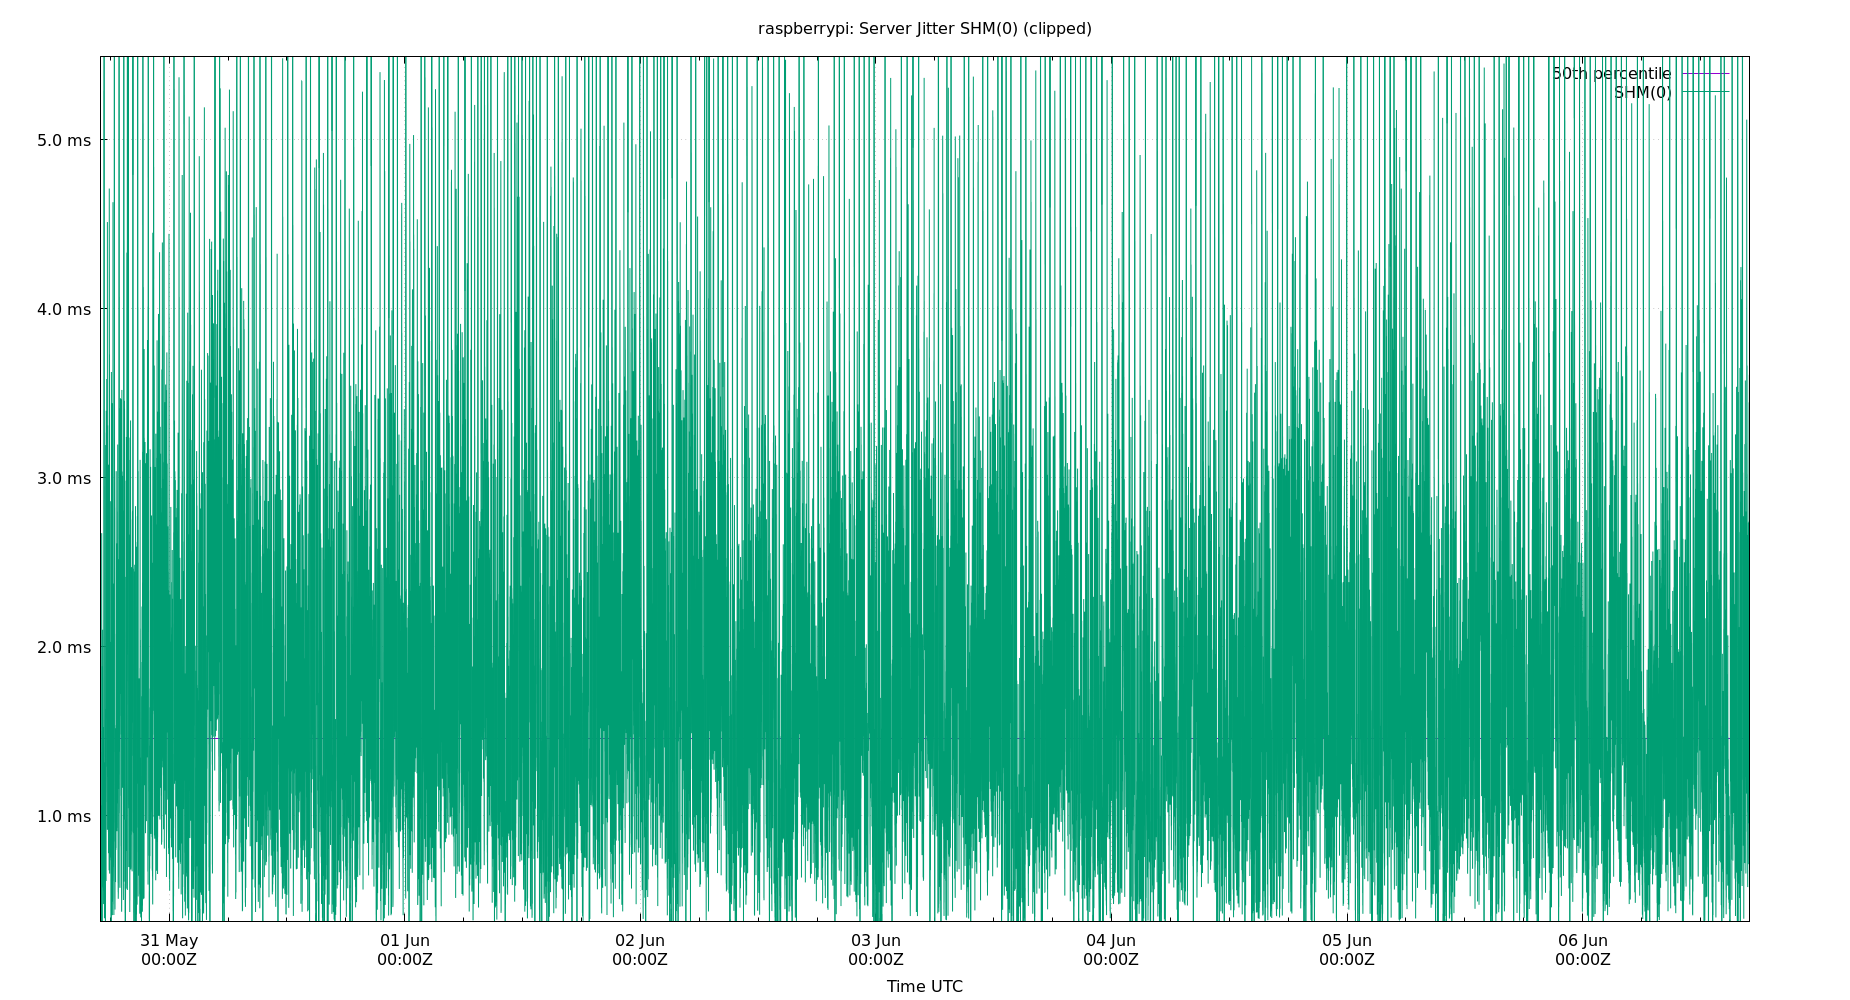 raspberrypi: Server Jitter SHM(0) (clipped)
50th percentile
SHM(0)
5.0 ms
4.0 ms
3.0 ms
2.0 ms
1.0 ms
31 May
00:00Z
01 Jun
00:00Z
02 Jun
00:00Z
03 Jun
00:00Z
04 Jun
00:00Z
05 Jun
00:00Z
06 Jun
00:00Z
Time UTC